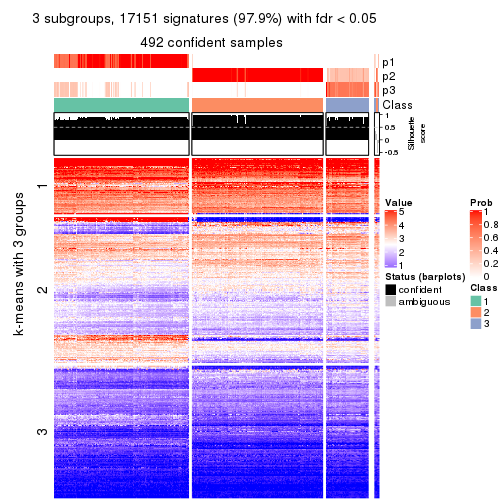 3 subgroups, 17151 signatures (97.9%) with fdr < 0.05
492 confident samples
p1
p2
p3
Class
1
0.5
0
-0.5
Silhouette
score
k-means with 3 groups
1
2
3
Value
5
4
3
2
1
Status (barplots)
confident
ambiguous
Prob
1
0.8
0.6
0.4
0.2
0
Class
1
2
3